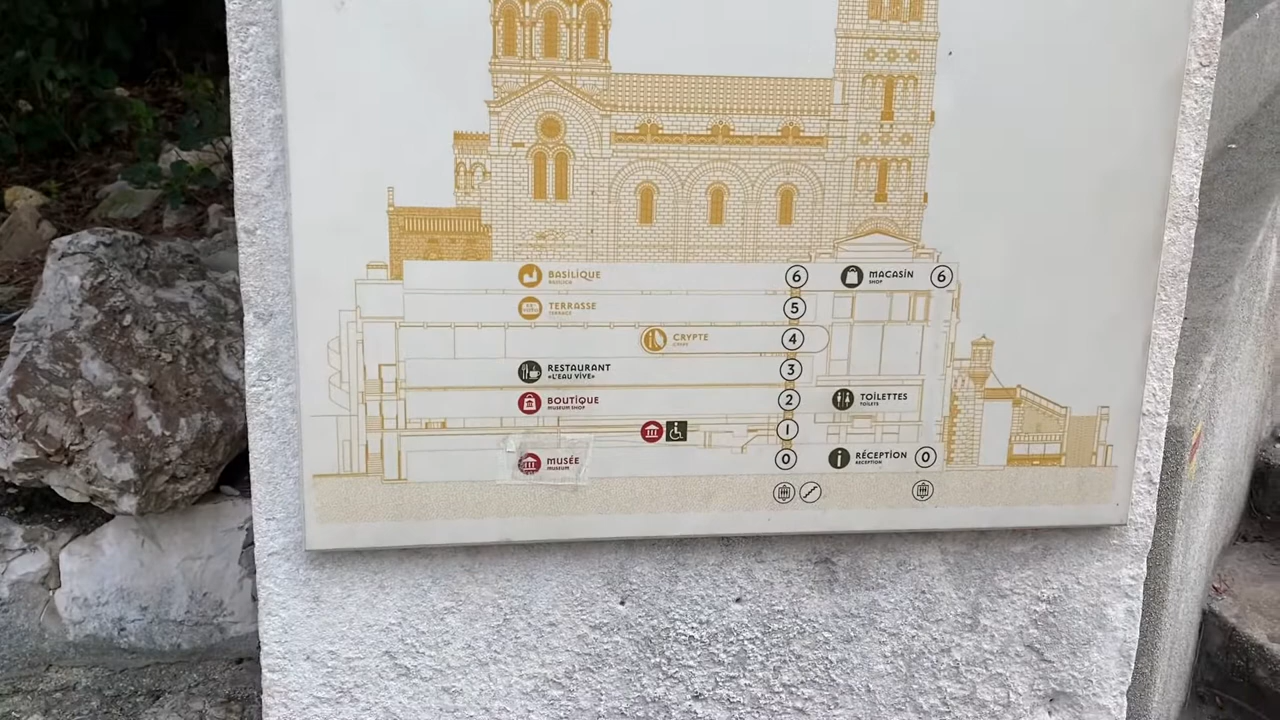 BASILIQUE 6 MAGASIN 6
BASILICA SHOP
TERRASSE 5
TERRACE
CRYPTE 4
CRYPT
RESTAURANT 3
«L'EAU VIVE»
BOUTIQUE 2 TOILETTES
MUSEUM SHOP TOILETS
1
MUSÉE 0 RÉCEPTION 0
MUSEUM RECEPTION